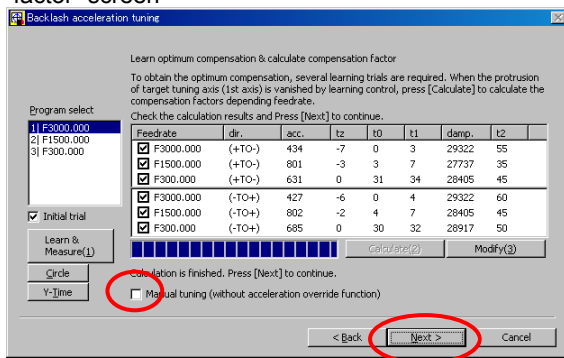 factor" screen
Backlash acceleration tuning
Learn optimum compensation & calculate compensation factor
To obtain the optimum compensation, several learning trials are required. When the protrusion
of target tuning axis (1st axis) is vanished by learning control, press [Calculate] to calculate the
compensation factors depending feedrate.
Check the calculation results and Press [Next] to continue.
Program select
1| F3000.000
2| F1500.000
3| F300.000
Feedrate dir. acc. tz t0 t1 damp. t2
F3000.000 (+TO-) 434 -7 0 3 29322 55
F1500.000 (+TO-) 801 -3 3 7 27737 35
F300.000 (+TO-) 631 0 31 34 28405 45
F3000.000 (-TO+) 427 -6 0 4 29322 60
F1500.000 (-TO+) 802 -2 4 7 28405 45
F300.000 (-TO+) 685 0 30 32 28917 50
Initial trial
Learn &
Measure(1)
Calculate(2) Modify(3)
Circle
Calculation is finished. Press [Next] to continue.
Y-Time
Manual tuning (without acceleration override function)
< Back Next > Cancel